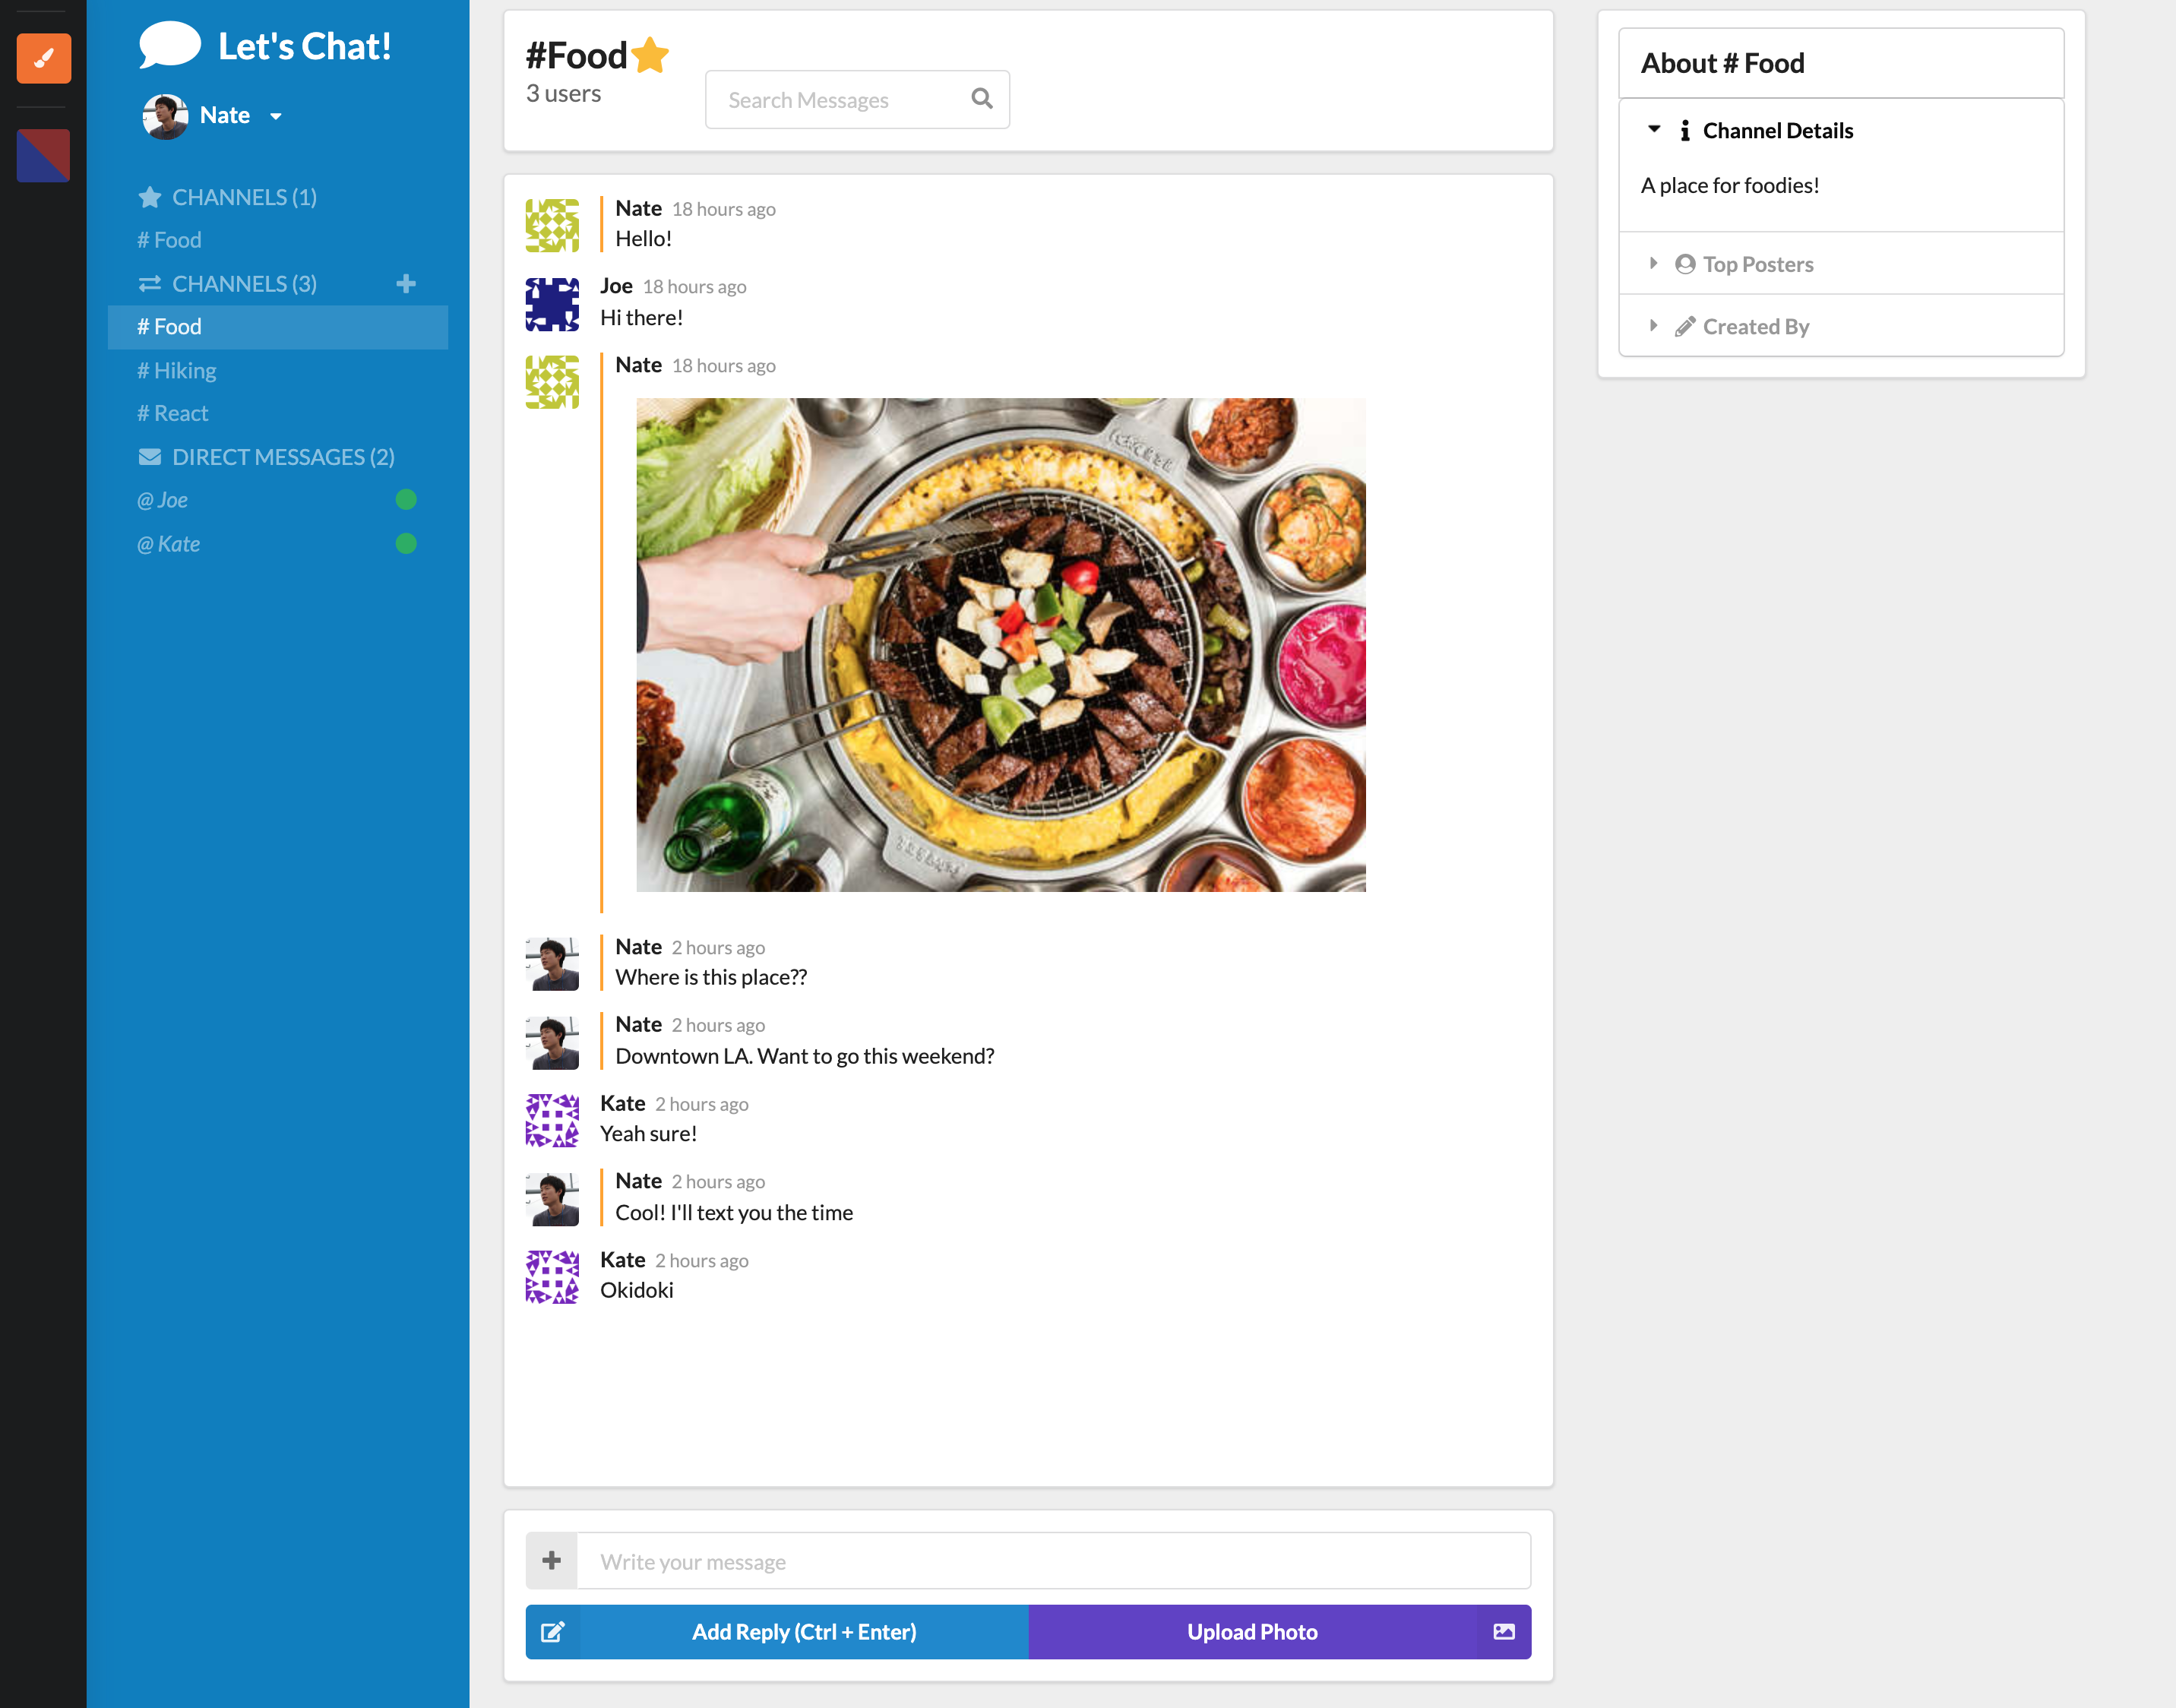 Let's Chat!
Nate
CHANNELS (1)
# Food
CHANNELS (3)
# Food
# Hiking
# React
DIRECT MESSAGES (2)
@ Joe
@ Kate
#Food
3 users
Search Messages
Nate 18 hours ago
Hello!
Joe 18 hours ago
Hi there!
Nate 18 hours ago
Nate 2 hours ago
Where is this place??
Nate 2 hours ago
Downtown LA. Want to go this weekend?
Kate 2 hours ago
Yeah sure!
Nate 2 hours ago
Cool! I'll text you the time
Kate 2 hours ago
Okidoki
Write your message
Add Reply (Ctrl + Enter)
Upload Photo
About # Food
Channel Details
A place for foodies!
Top Posters
Created By